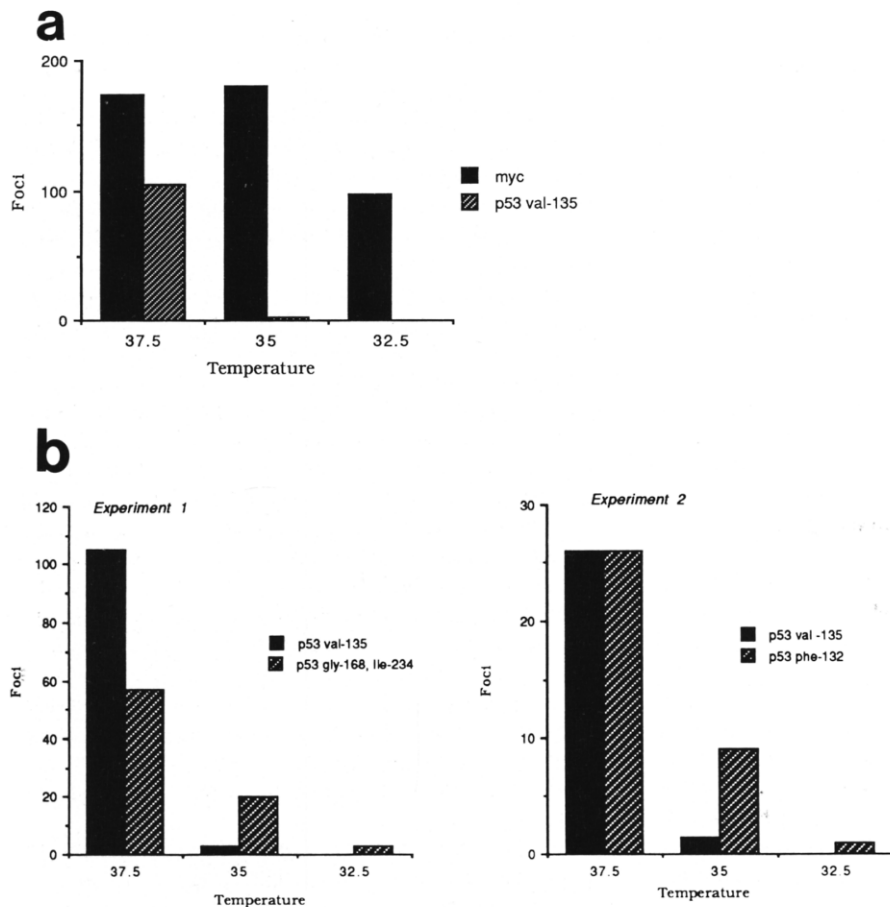 a
200
100
0
Foci
37.5 35 32.5
Temperature
myc
p53 val-135
b
Experiment 1
120
100
80
60
40
20
0
Foci
37.5 35 32.5
Temperature
p53 val-135
p53 gly-168, Ile-234
Experiment 2
30
20
10
0
Foci
37.5 35 32.5
Temperature
p53 val -135
p53 phe-132